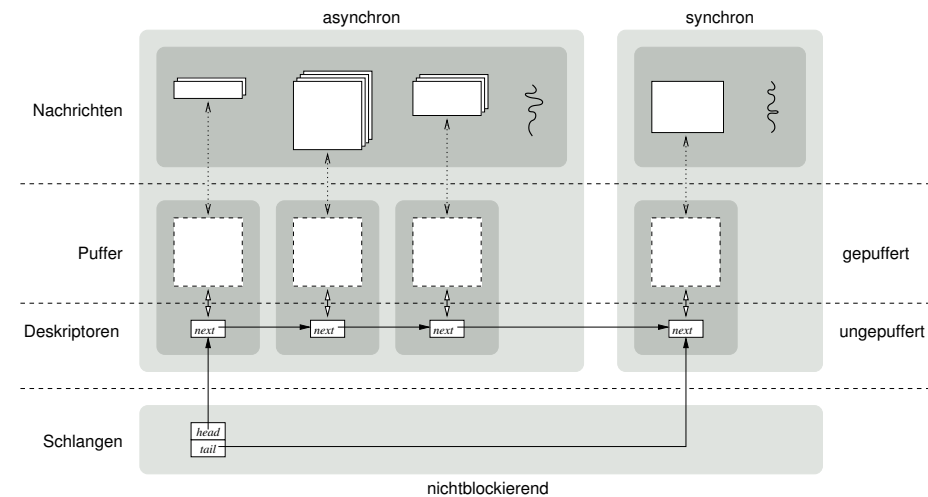 asynchron
synchron
Nachrichten
Puffer
gepuffert
Deskriptoren
next
next
next
next
ungepuffert
Schlangen
head
tail
nichtblockierend